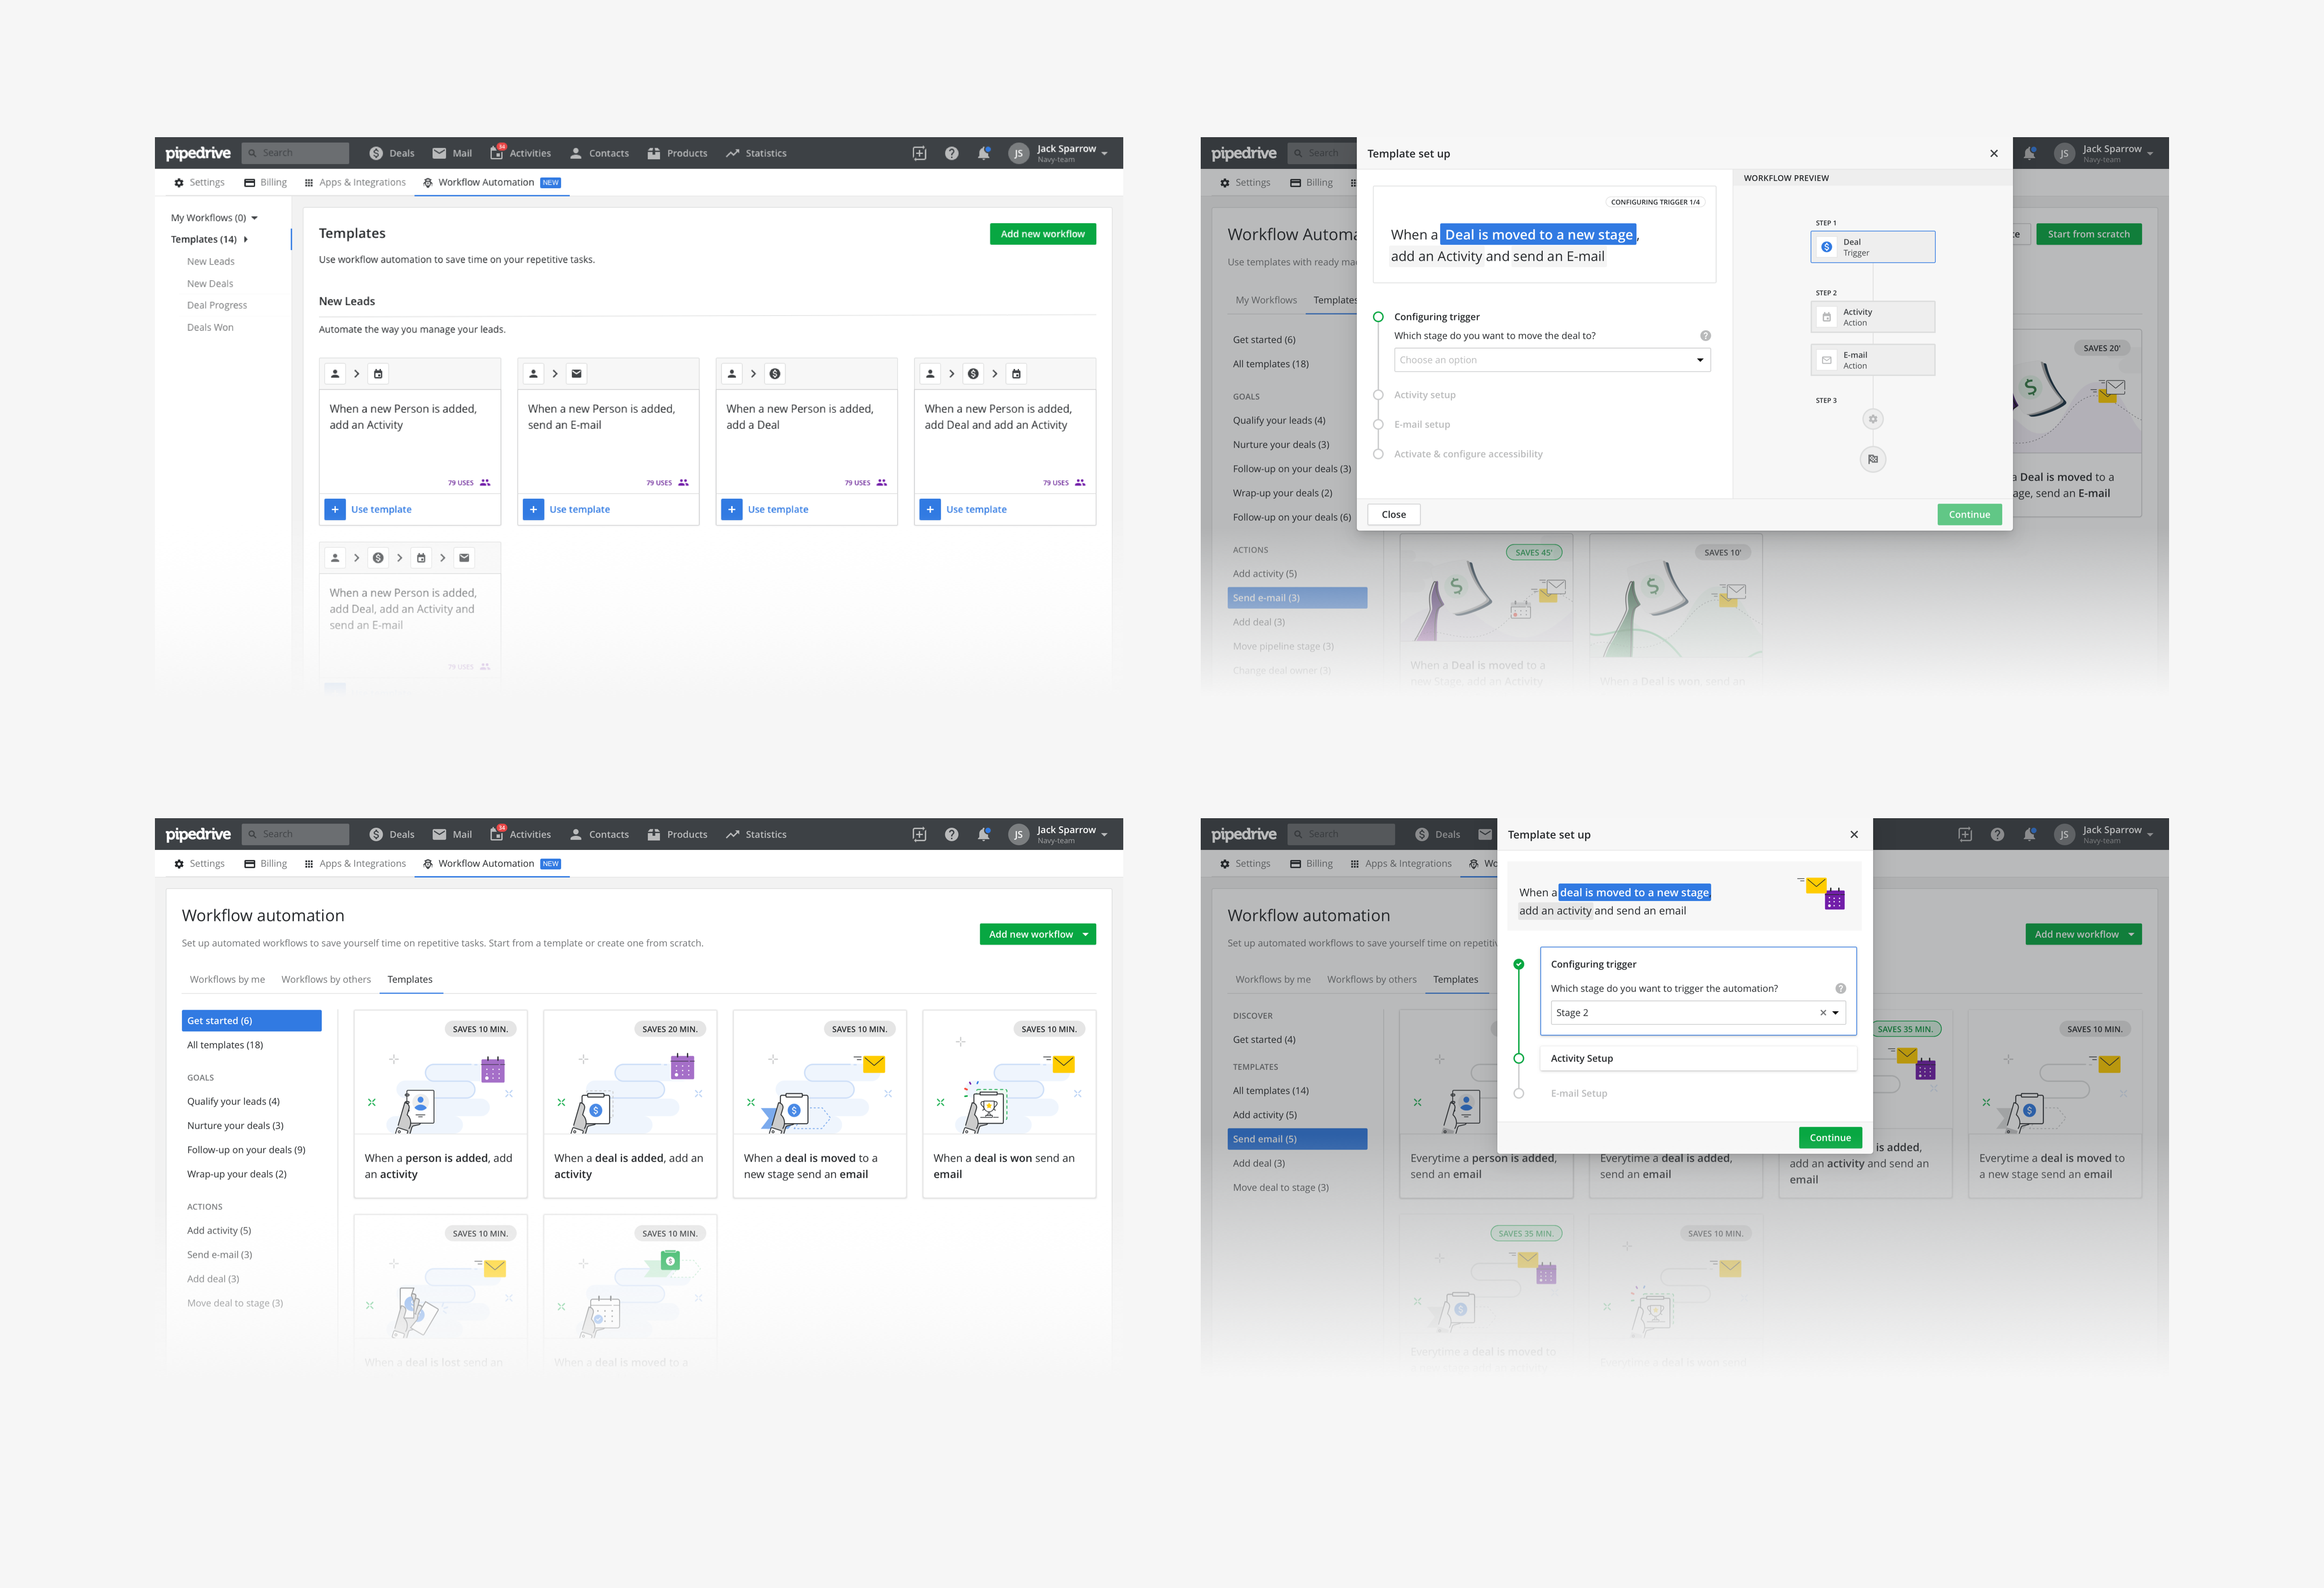 pipedrive
Search
Deals
Mail
34
Activities
Contacts
Products
Statistics
JS
Jack Sparrow
Navy-team
Settings
Billing
Apps & Integrations
Workflow Automation
NEW
My Workflows (0)
Templates (14)
New Leads
New Deals
Deal Progress
Deals Won
Templates
Add new workflow
Use workflow automation to save time on your repetitive tasks.
New Leads
Automate the way you manage your leads.
When a new Person is added,
add an Activity
79 USES
Use template
When a new Person is added,
send an E-mail
79 USES
Use template
When a new Person is added,
add a Deal
79 USES
Use template
When a new Person is added,
add Deal and add an Activity
79 USES
Use template
When a new Person is added,
add Deal, add an Activity and
send an E-mail
79 USES
pipedrive
Search
JS
Jack Sparrow
Navy-team
Settings
Billing
Workflow Automa
Use templates with ready ma
Start from scratch
My Workflows
Templates
Get started (6)
All templates (18)
GOALS
Qualify your leads (4)
Nurture your deals (3)
Follow-up on your deals (3)
Wrap-up your deals (2)
Follow-up on your deals (6)
ACTIONS
Add activity (5)
Send e-mail (3)
Add deal (3)
Move pipeline stage (3)
Change deal owner (3)
Template set up
CONFIGURING TRIGGER 1/4
When a Deal is moved to a new stage,
add an Activity and send an E-mail
Configuring trigger
Which stage do you want to move the deal to?
Choose an option
Activity setup
E-mail setup
Activate & configure accessibility
Close
Continue
WORKFLOW PREVIEW
STEP 1
Deal
Trigger
STEP 2
Activity
Action
E-mail
Action
STEP 3
SAVES 20'
a Deal is moved to a
age, send an E-mail
SAVES 45'
When a Deal is moved to a
new Stage, add an Activity
SAVES 10'
When a Deal is won, send an
pipedrive
Search
Deals
Mail
34
Activities
Contacts
Products
Statistics
JS
Jack Sparrow
Navy-team
Settings
Billing
Apps & Integrations
Workflow Automation
NEW
Workflow automation
Set up automated workflows to save yourself time on repetitive tasks. Start from a template or create one from scratch.
Add new workflow
Workflows by me
Workflows by others
Templates
Get started (6)
All templates (18)
GOALS
Qualify your leads (4)
Nurture your deals (3)
Follow-up on your deals (9)
Wrap-up your deals (2)
ACTIONS
Add activity (5)
Send e-mail (3)
Add deal (3)
Move deal to stage (3)
SAVES 10 MIN.
When a person is added, add
an activity
SAVES 20 MIN.
When a deal is added, add an
activity
SAVES 10 MIN.
When a deal is moved to a
new stage send an email
SAVES 10 MIN.
When a deal is won send an
email
SAVES 10 MIN.
When a deal is lost send an
SAVES 10 MIN.
When a deal is moved to a
pipedrive
Search
Deals
JS
Jack Sparrow
Navy-team
Settings
Billing
Apps & Integrations
Wo
Workflow automation
Set up automated workflows to save yourself time on repetitiv
Add new workflow
Workflows by me
Workflows by others
Templates
DISCOVER
Get started (4)
TEMPLATES
All templates (14)
Add activity (5)
Send email (5)
Add deal (3)
Move deal to stage (3)
Template set up
When a deal is moved to a new stage
add an activity and send an email
Configuring trigger
Which stage do you want to trigger the automation?
Stage 2
Activity Setup
E-mail Setup
Continue
Everytime a person is added,
send an email
Everytime a deal is added,
send an email
SAVES 35 MIN.
is added,
add an activity and send an
email
SAVES 10 MIN.
Everytime a deal is moved to
a new stage send an email
SAVES 35 MIN.
Everytime a deal is moved to
SAVES 10 MIN.
Everytime a deal is won send